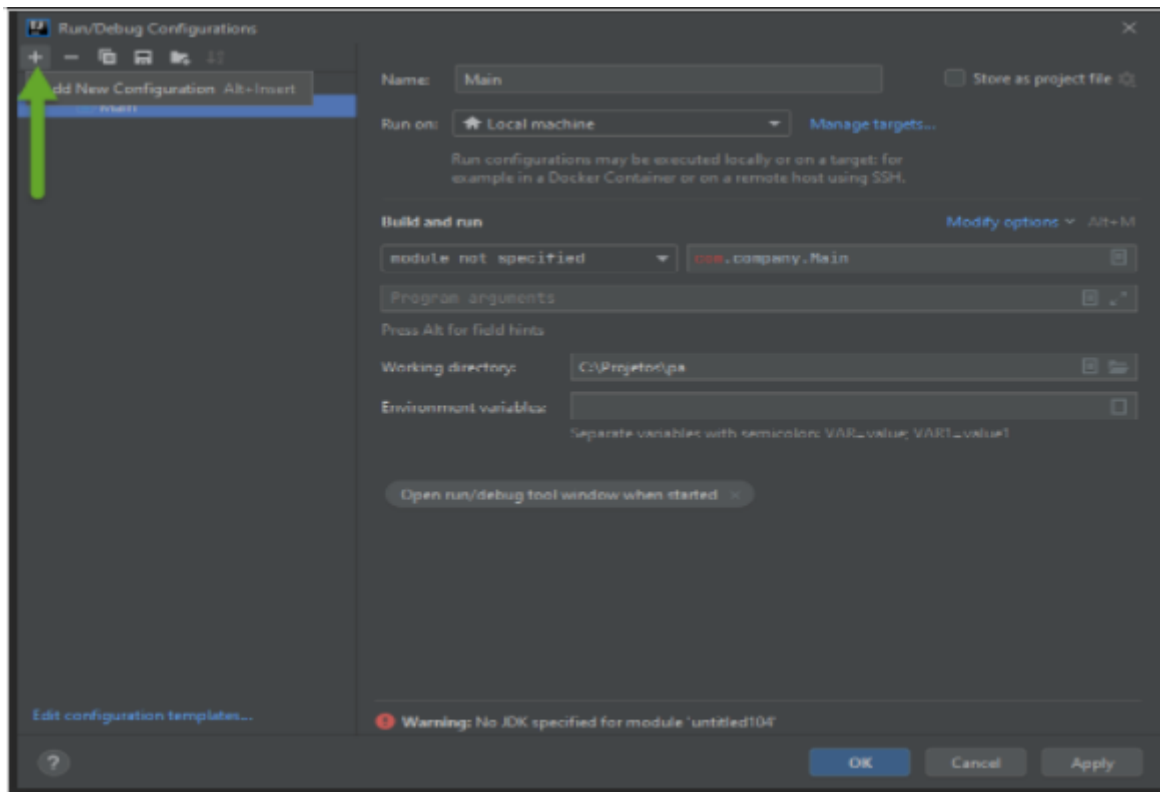 Run/Debug Configurations
dd New Configuration Alt+Insert
Main
Name: Main
Store as project file
Run on: Local machine
Manage targets...
Run configurations may be executed locally or on a target: for
example in a Docker Container or on a remote host using SSH.
Build and run
Modify options Alt+M
module not specified
com.company.Main
Program arguments
Press Alt for field hints
Working directory: C:\Projetos\pa
Environment variables:
Separate variables with semicolon: VAR=value; VAR1=value1
Open run/debug tool window when started ×
Edit configuration templates...
Warning: No JDK specified for module 'untitled104'
?
OK
Cancel
Apply